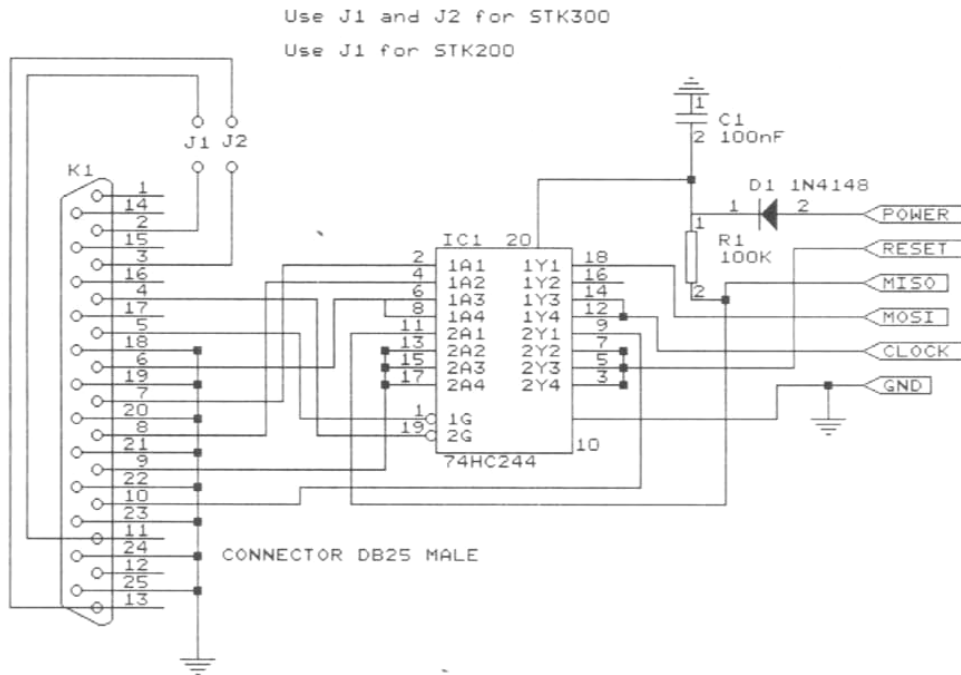 Use J1 and J2 for STK300
Use J1 for STK200
J1 J2
K1
1
14
2
15
3
16
4
17
5
18
6
19
7
20
8
21
9
22
10
23
11
24
12
25
13
CONNECTOR DB25 MALE
1
C1
2 100nF
D1 1N4148
1 2
POWER
1
R1
100K
2
RESET
MISO
MOSI
CLOCK
GND
IC1 20
2 1A1 1Y1 18
4 1A2 1Y2 16
6 1A3 1Y3 14
8 1A4 1Y4 12
11 2A1 2Y1 9
13 2A2 2Y2 7
15 2A3 2Y3 5
17 2A4 2Y4 3
1 1G
19 2G
10
74HC244